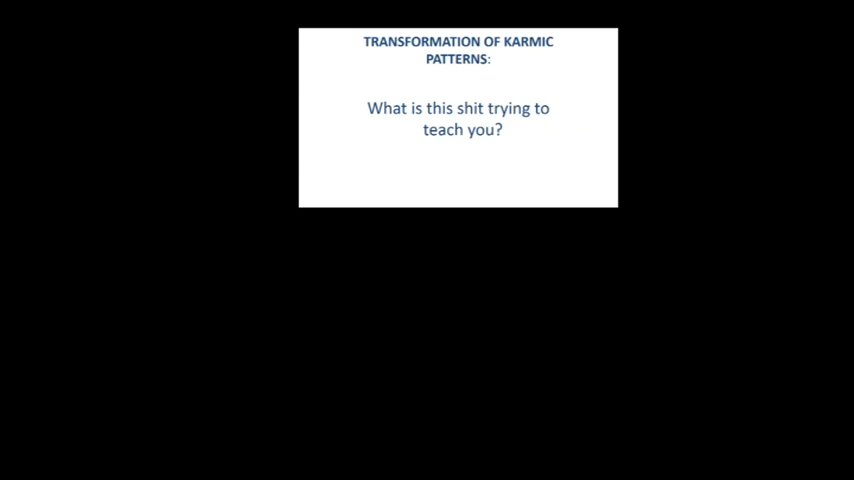 TRANSFORMATION OF KARMIC
PATTERNS:
What is this shit trying to
teach you?